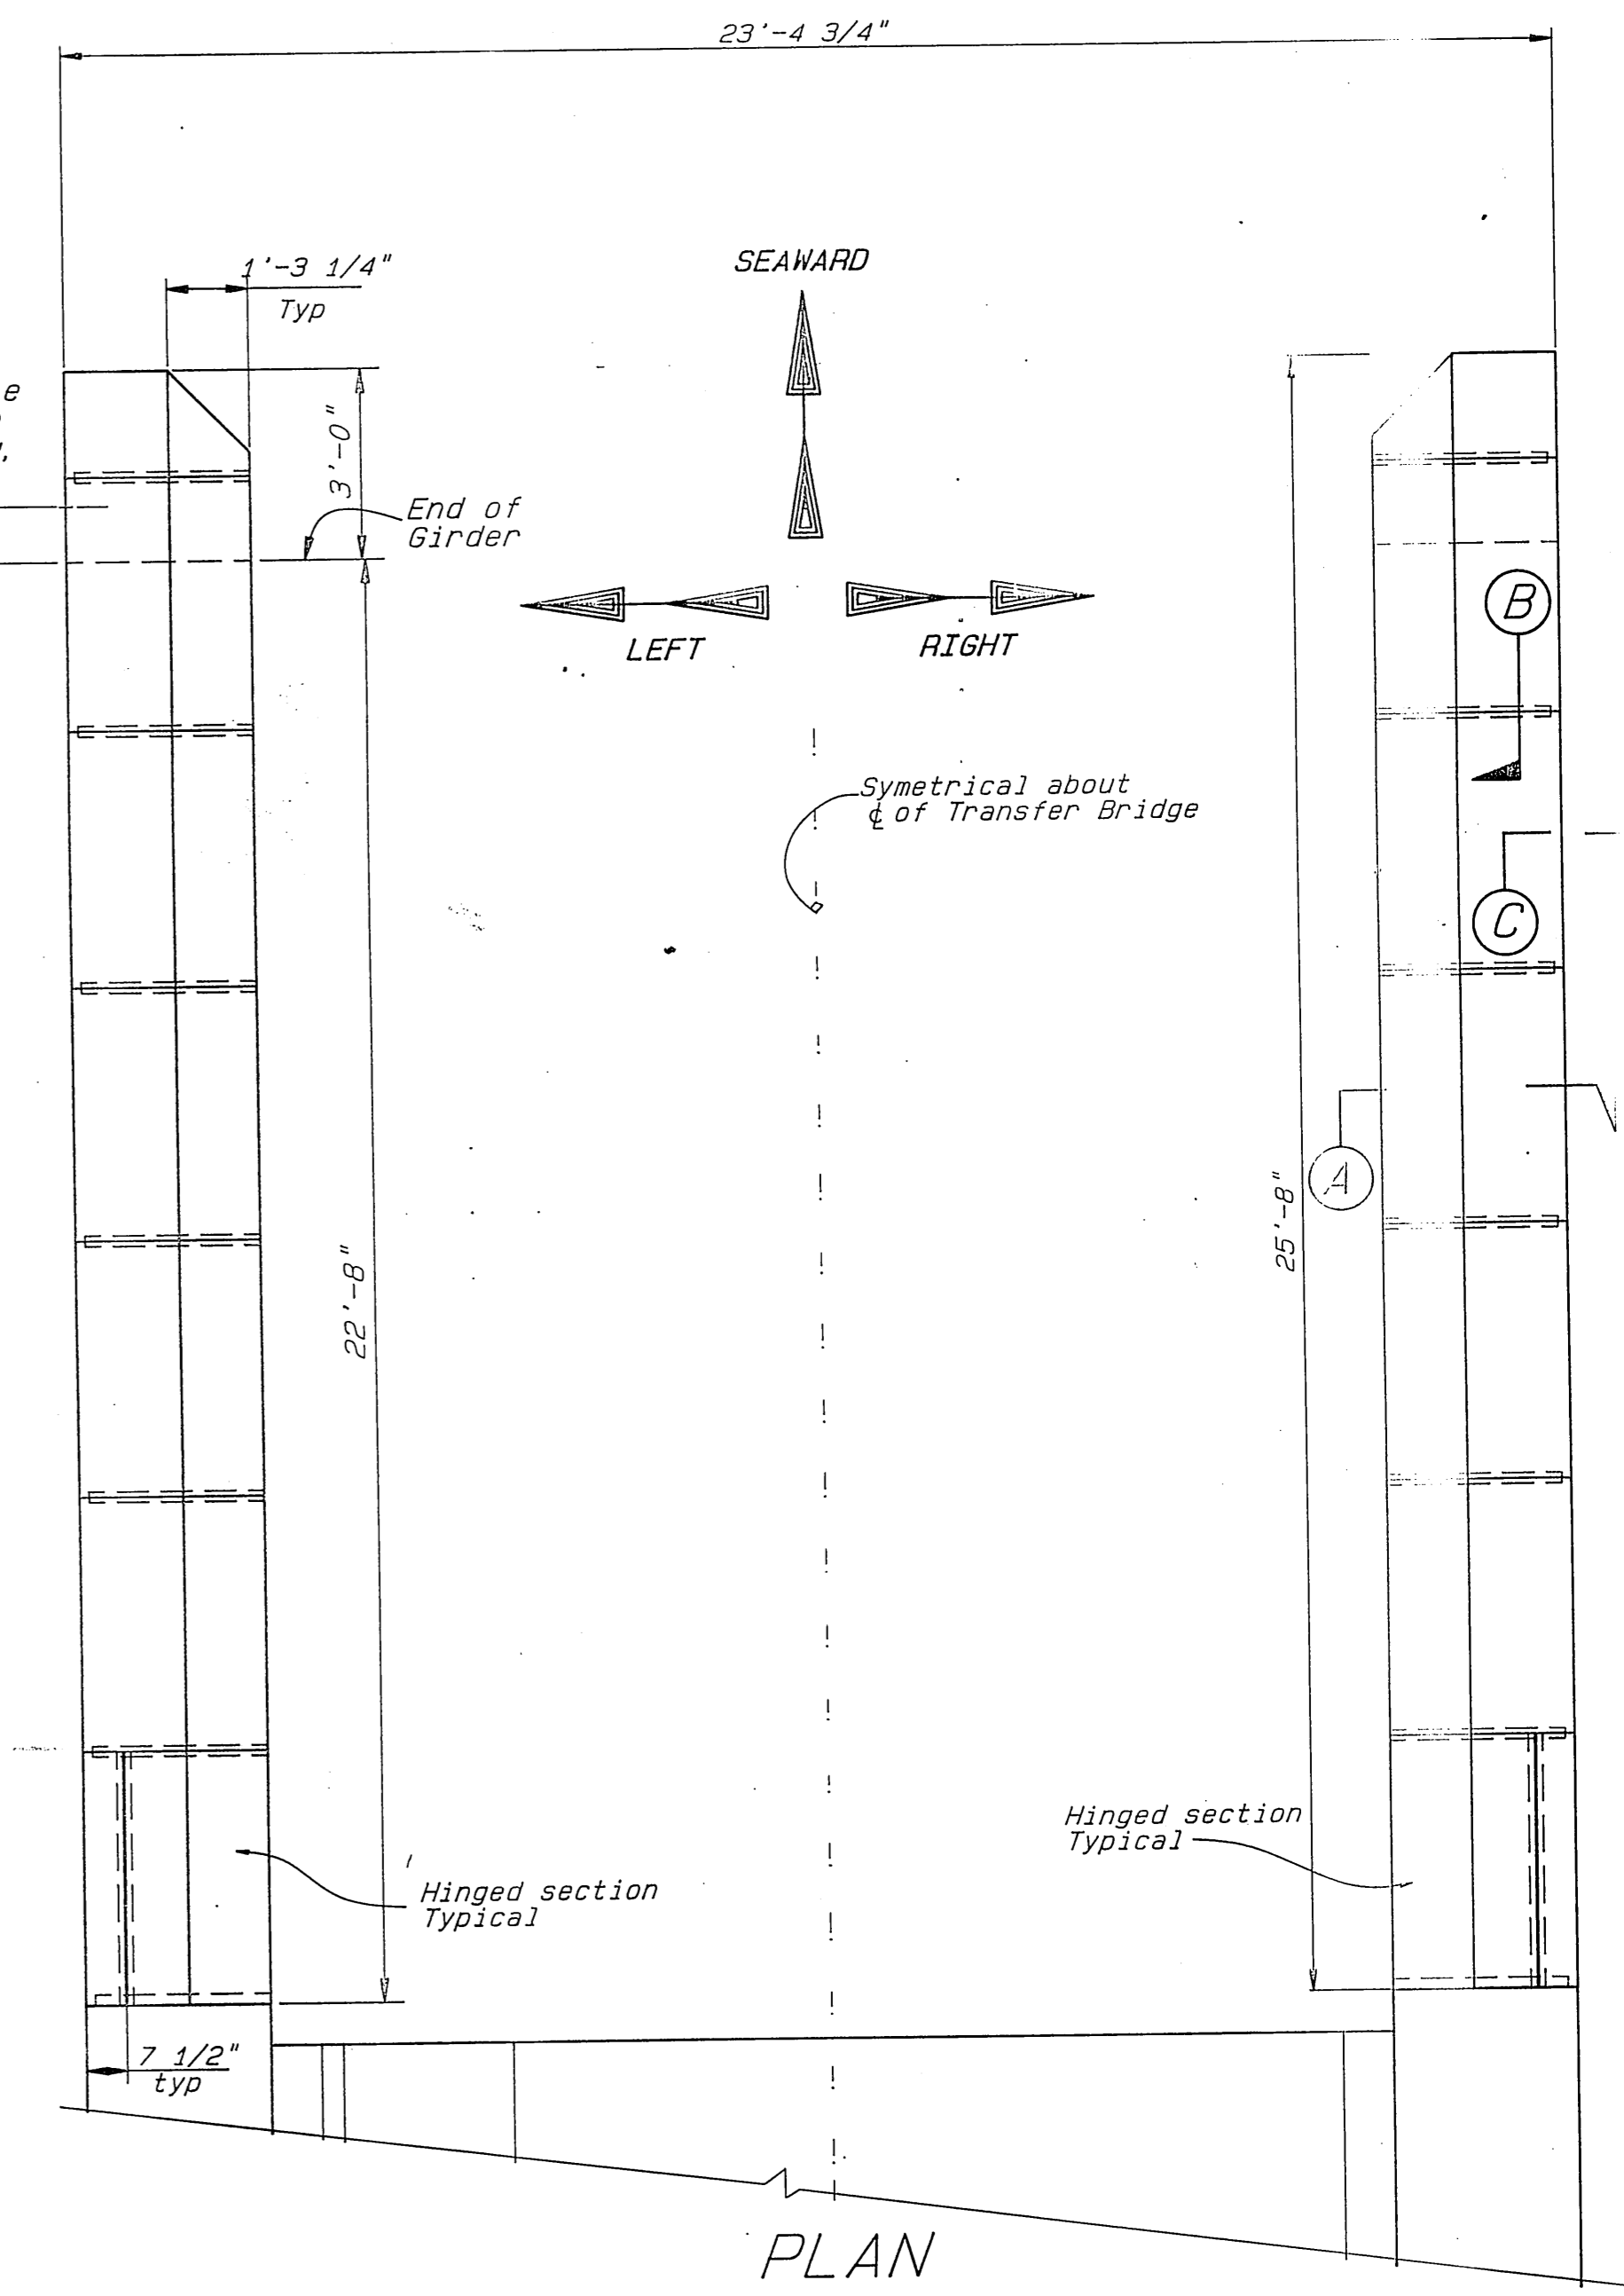 23'-4 3/4"
1'-3 1/4"
Typ
SEAWARD
e
3'-0"
End of
Girder
LEFT
RIGHT
B
Symetrical about
℄ of Transfer Bridge
C
A
25'-8"
22'-8"
Hinged section
Typical
Hinged section
Typical
7 1/2"
typ
PLAN